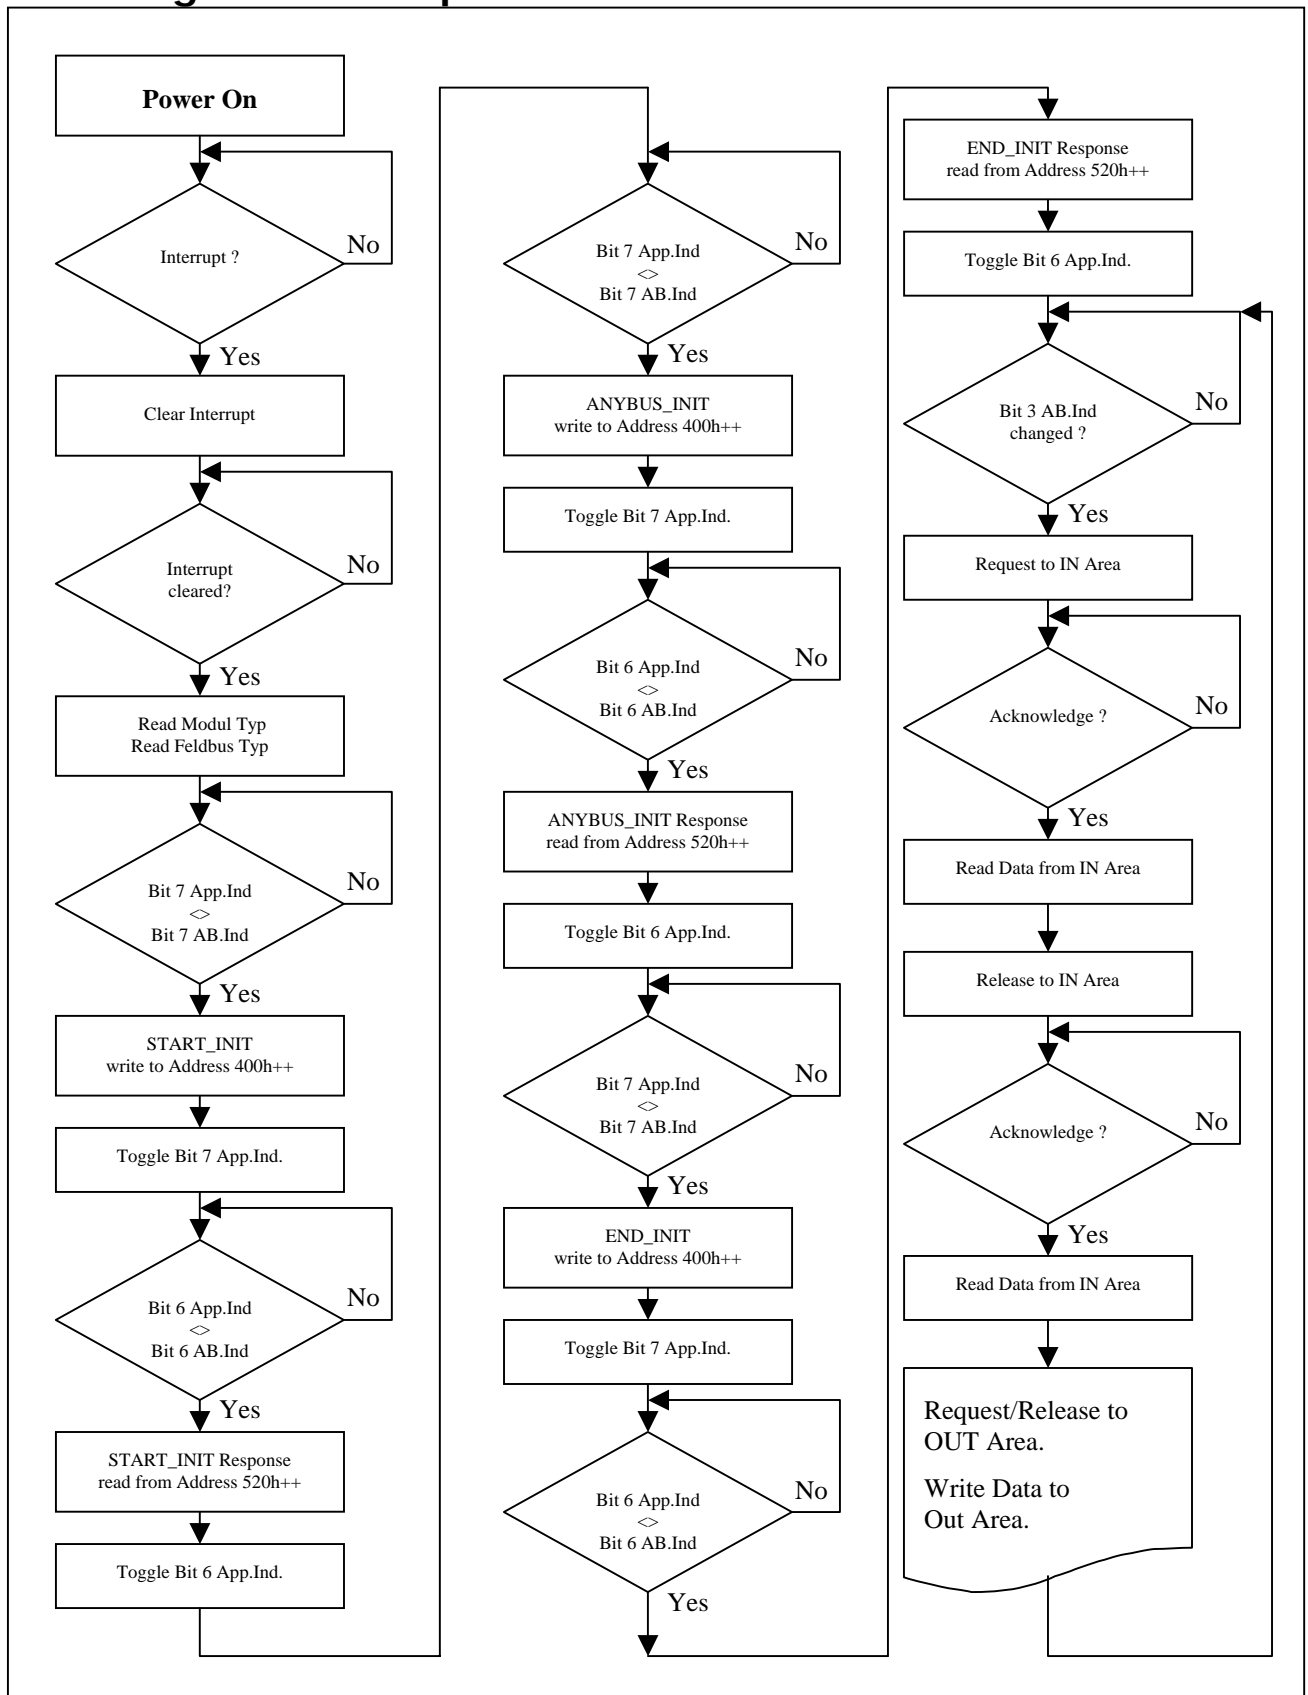 Power On
Interrupt ?
No
Yes
Clear Interrupt
Interrupt
cleared?
No
Yes
Read Modul Typ
Read Feldbus Typ
Bit 7 App.Ind
<>
Bit 7 AB.Ind
No
Yes
START_INIT
write to Address 400h++
Toggle Bit 7 App.Ind.
Bit 6 App.Ind
<>
Bit 6 AB.Ind
No
Yes
START_INIT Response
read from Address 520h++
Toggle Bit 6 App.Ind.
Bit 7 App.Ind
<>
Bit 7 AB.Ind
No
Yes
ANYBUS_INIT
write to Address 400h++
Toggle Bit 7 App.Ind.
Bit 6 App.Ind
<>
Bit 6 AB.Ind
No
Yes
ANYBUS_INIT Response
read from Address 520h++
Toggle Bit 6 App.Ind.
Bit 7 App.Ind
<>
Bit 7 AB.Ind
No
Yes
END_INIT
write to Address 400h++
Toggle Bit 7 App.Ind.
Bit 6 App.Ind
<>
Bit 6 AB.Ind
No
Yes
END_INIT Response
read from Address 520h++
Toggle Bit 6 App.Ind.
Bit 3 AB.Ind
changed ?
No
Yes
Request to IN Area
Acknowledge ?
No
Yes
Read Data from IN Area
Release to IN Area
Acknowledge ?
No
Yes
Read Data from IN Area
Request/Release to
OUT Area.
Write Data to
Out Area.